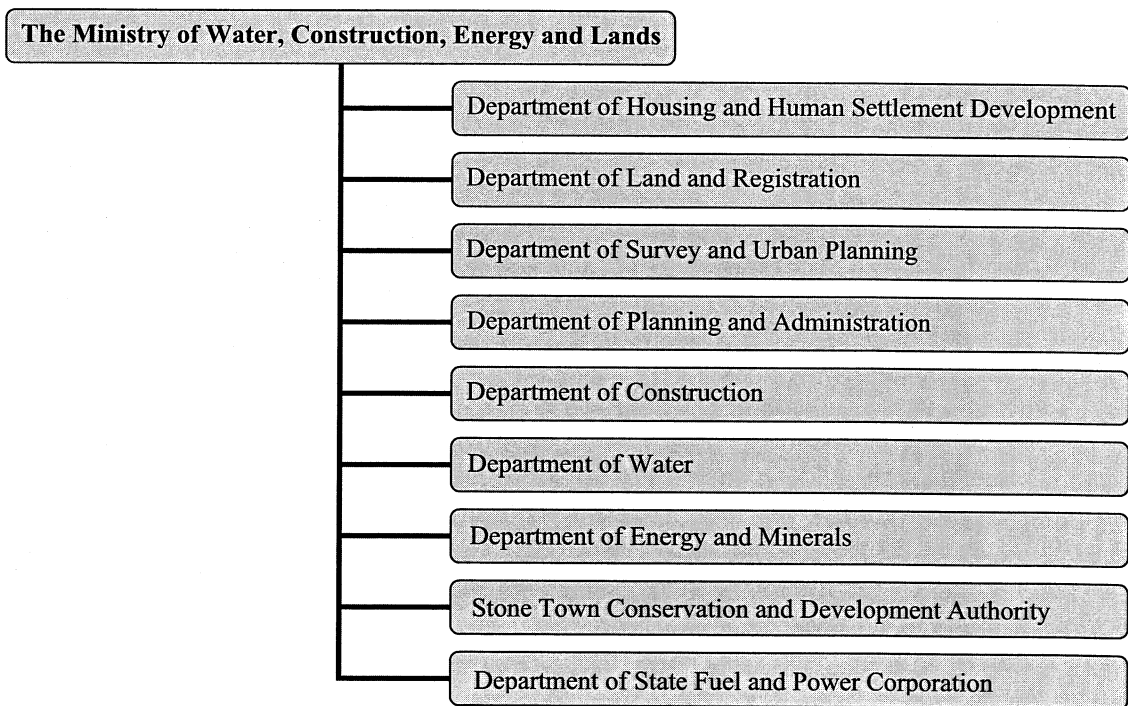 The Ministry of Water, Construction, Energy and Lands
Department of Housing and Human Settlement Development
Department of Land and Registration
Department of Survey and Urban Planning
Department of Planning and Administration
Department of Construction
Department of Water
Department of Energy and Minerals
Stone Town Conservation and Development Authority
Department of State Fuel and Power Corporation